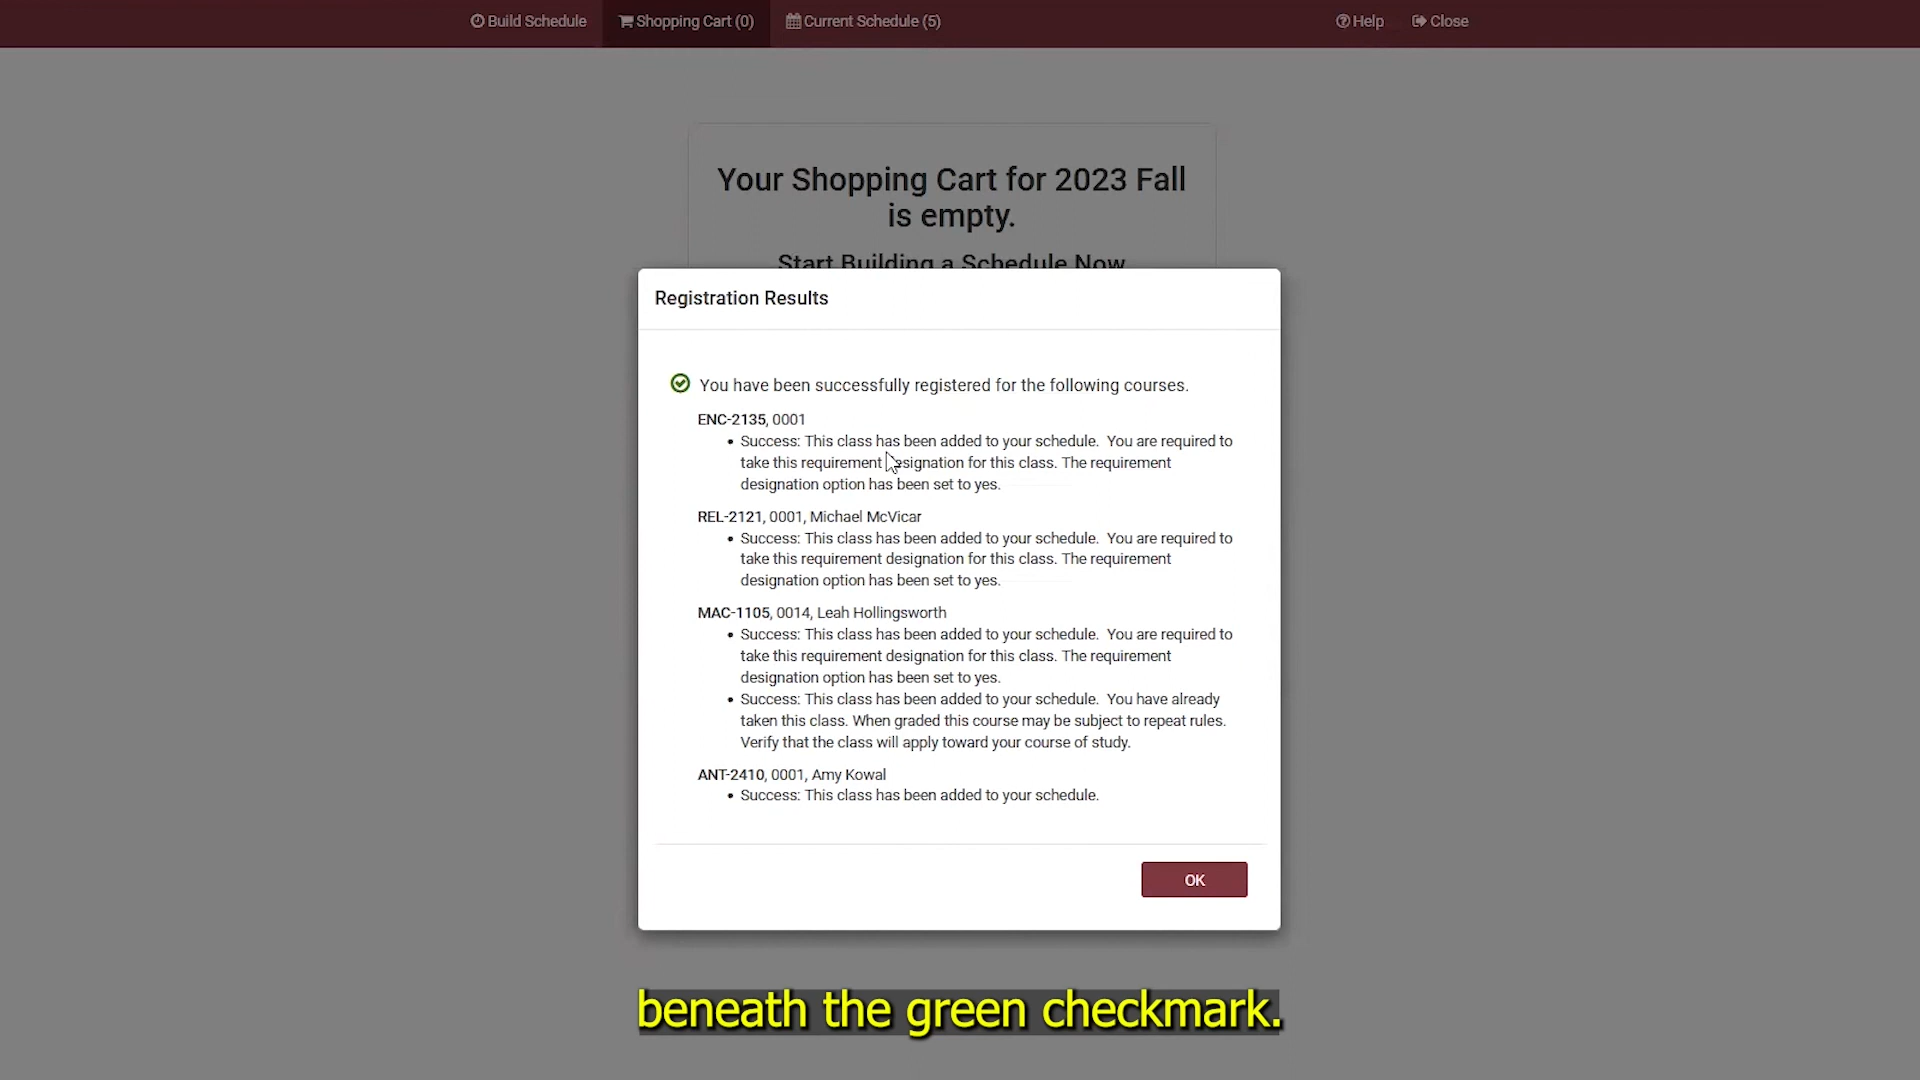 Build Schedule Shopping Cart (0) Current Schedule (5) Help Close
Your Shopping Cart for 2023 Fall
is empty.
Start Building a Schedule Now
Registration Results
You have been successfully registered for the following courses.
ENC-2135, 0001
• Success: This class has been added to your schedule. You are required to
take this requirement designation for this class. The requirement
designation option has been set to yes.
REL-2121, 0001, Michael McVicar
• Success: This class has been added to your schedule. You are required to
take this requirement designation for this class. The requirement
designation option has been set to yes.
MAC-1105, 0014, Leah Hollingsworth
• Success: This class has been added to your schedule. You are required to
take this requirement designation for this class. The requirement
designation option has been set to yes.
• Success: This class has been added to your schedule. You have already
taken this class. When graded this course may be subject to repeat rules.
Verify that the class will apply toward your course of study.
ANT-2410, 0001, Amy Kowal
• Success: This class has been added to your schedule.
OK
beneath the green checkmark.